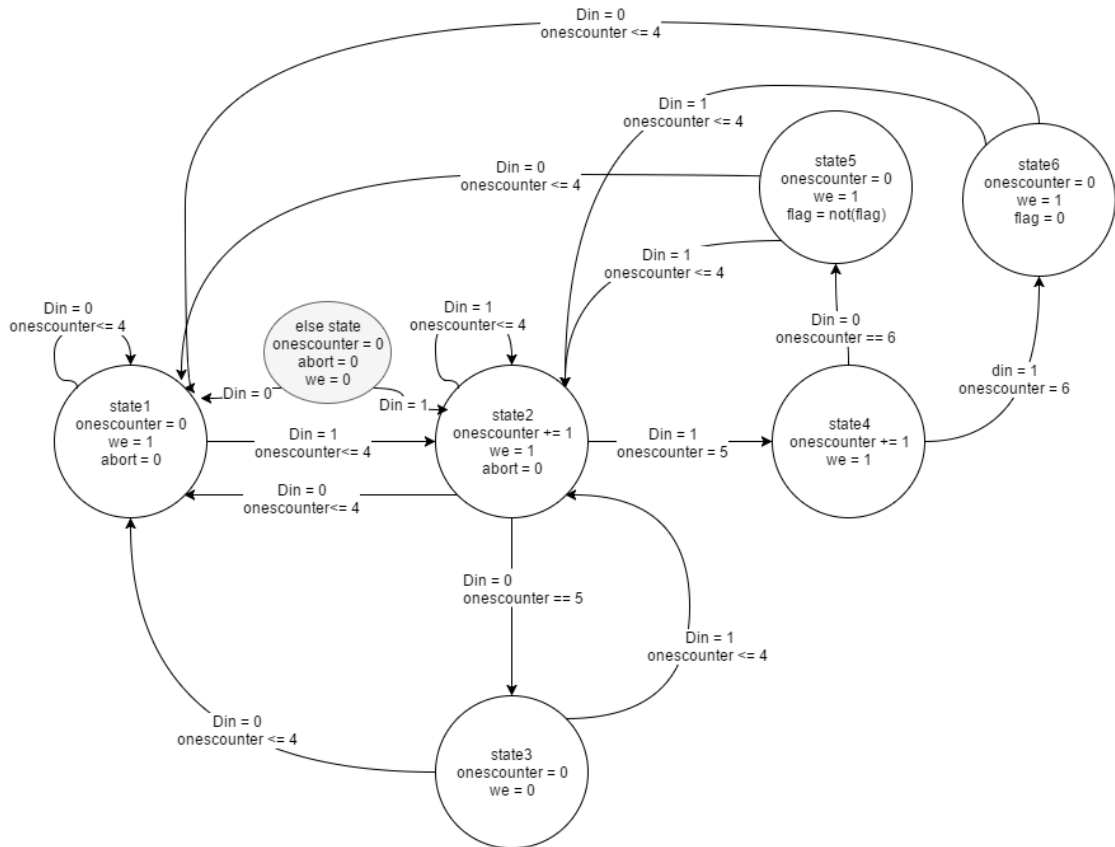 Din = 0
onescounter <= 4
Din = 1
onescounter <= 4
state5
onescounter = 0
we = 1
flag = not(flag)
state6
onescounter = 0
we = 1
flag = 0
Din = 0
onescounter <= 4
Din = 1
onescounter <= 4
Din = 0
onescounter<= 4
else state
onescounter = 0
abort = 0
we = 0
Din = 1
onescounter<= 4
Din = 0
onescounter == 6
din = 1
onescounter = 6
Din = 0
Din = 1
state1
onescounter = 0
we = 1
abort = 0
Din = 1
onescounter<= 4
state2
onescounter += 1
we = 1
abort = 0
Din = 1
onescounter = 5
state4
onescounter += 1
we = 1
Din = 0
onescounter<= 4
Din = 0
onescounter == 5
Din = 1
onescounter <= 4
Din = 0
onescounter <= 4
state3
onescounter = 0
we = 0